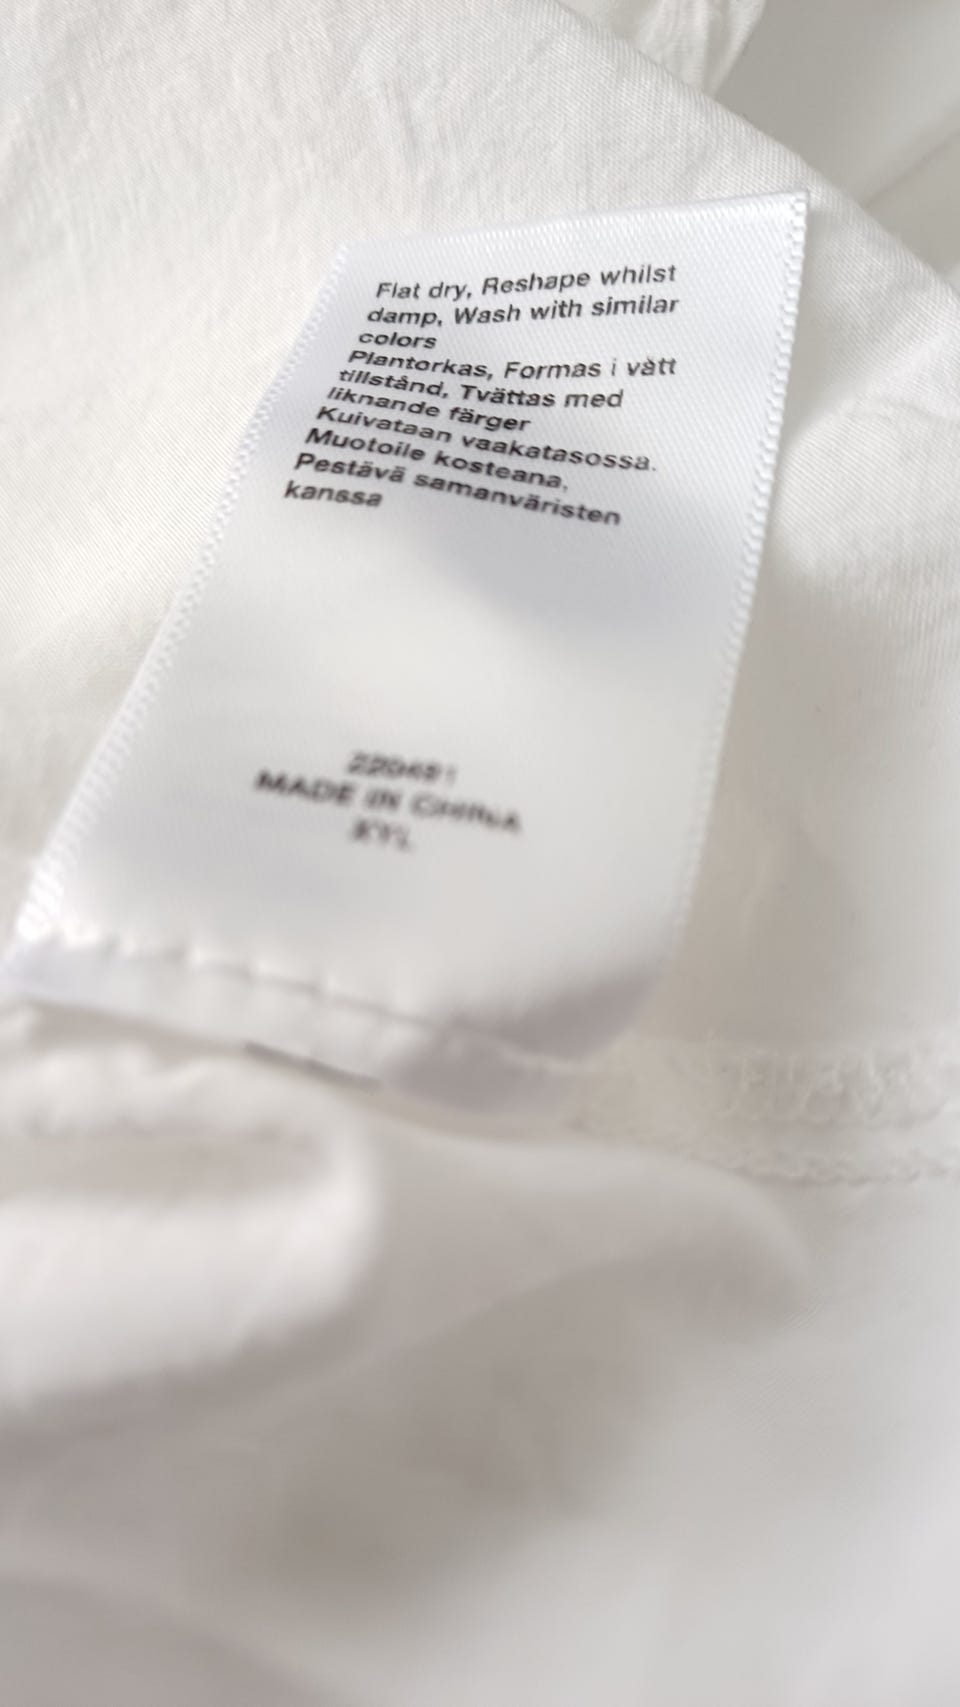 Flat dry, Reshape whilst
damp, Wash with similar
colors
Plantorkas, Formas i vått
tillstånd, Tvättas med
liknande färger
Kuivataan vaakatasossa.
Muotoile kosteana,
Pestävä samanväristen
kanssa
MADE IN CHINA